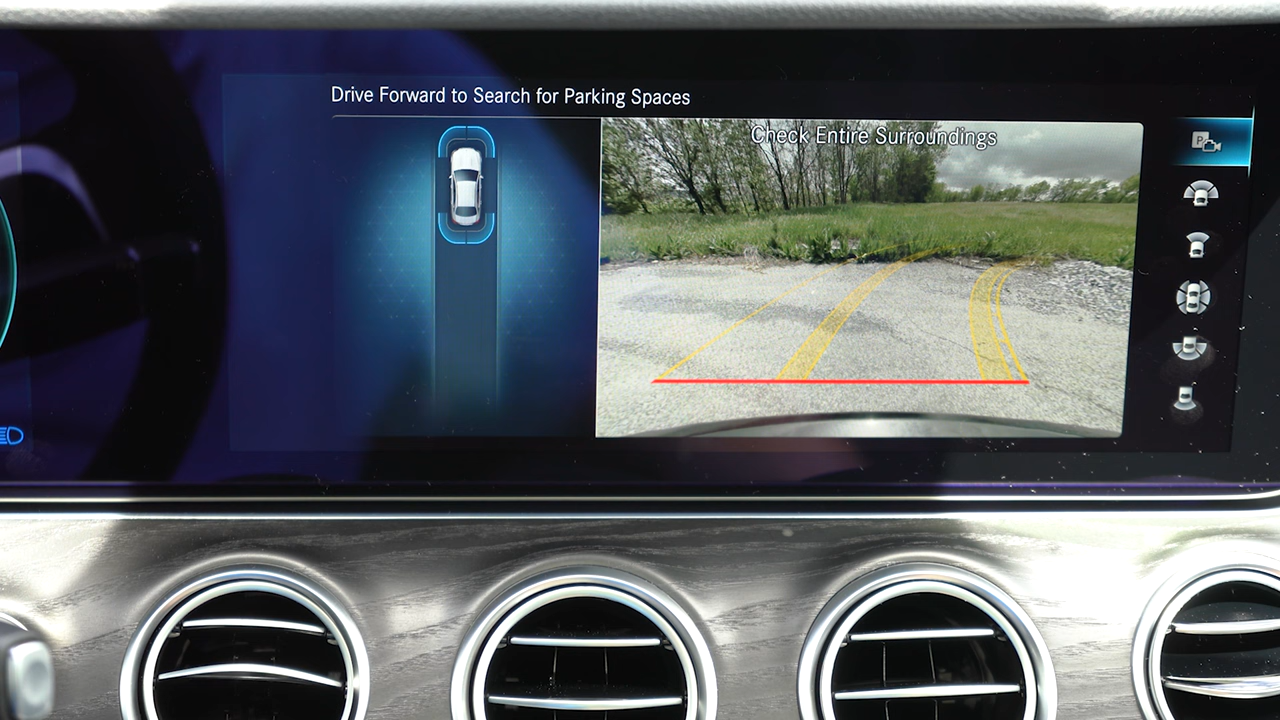 Drive Forward to Search for Parking Spaces
Check Entire Surroundings
P